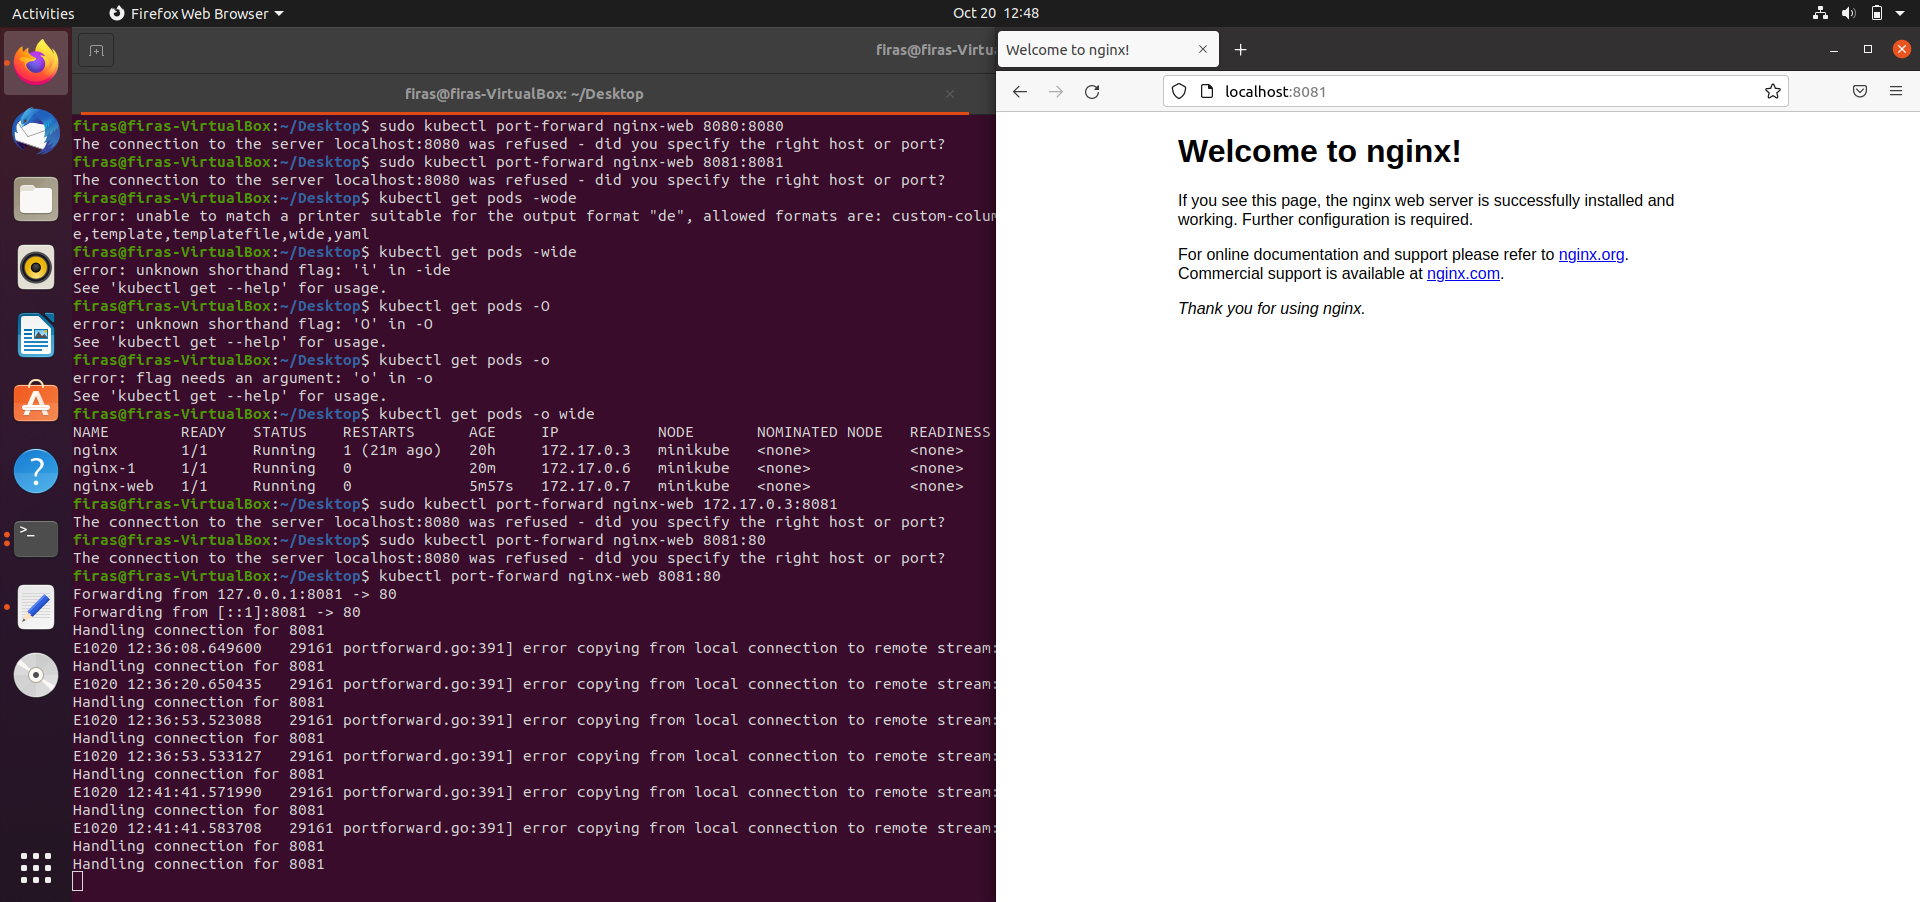 Activities
Firefox Web Browser
Oct 20 12:48
firas@firas-Virtu
firas@firas-VirtualBox: ~/Desktop
firas@firas-VirtualBox:~/Desktop$ sudo kubectl port-forward nginx-web 8080:8080
The connection to the server localhost:8080 was refused - did you specify the right host or port?
firas@firas-VirtualBox:~/Desktop$ sudo kubectl port-forward nginx-web 8081:8081
The connection to the server localhost:8080 was refused - did you specify the right host or port?
firas@firas-VirtualBox:~/Desktop$ kubectl get pods -wode
error: unable to match a printer suitable for the output format "de", allowed formats are: custom-colum
e,template,templatefile,wide,yaml
firas@firas-VirtualBox:~/Desktop$ kubectl get pods -wide
error: unknown shorthand flag: 'i' in -ide
See 'kubectl get --help' for usage.
firas@firas-VirtualBox:~/Desktop$ kubectl get pods -O
error: unknown shorthand flag: 'O' in -O
See 'kubectl get --help' for usage.
firas@firas-VirtualBox:~/Desktop$ kubectl get pods -o
error: flag needs an argument: 'o' in -o
See 'kubectl get --help' for usage.
firas@firas-VirtualBox:~/Desktop$ kubectl get pods -o wide
NAME READY STATUS RESTARTS AGE IP NODE NOMINATED NODE READINESS
nginx 1/1 Running 1 (21m ago) 20h 172.17.0.3 minikube <none> <none>
nginx-1 1/1 Running 0 20m 172.17.0.6 minikube <none> <none>
nginx-web 1/1 Running 0 5m57s 172.17.0.7 minikube <none> <none>
firas@firas-VirtualBox:~/Desktop$ sudo kubectl port-forward nginx-web 172.17.0.3:8081
The connection to the server localhost:8080 was refused - did you specify the right host or port?
firas@firas-VirtualBox:~/Desktop$ sudo kubectl port-forward nginx-web 8081:80
The connection to the server localhost:8080 was refused - did you specify the right host or port?
firas@firas-VirtualBox:~/Desktop$ kubectl port-forward nginx-web 8081:80
Forwarding from 127.0.0.1:8081 -> 80
Forwarding from [::1]:8081 -> 80
Handling connection for 8081
E1020 12:36:08.649600 29161 portforward.go:391] error copying from local connection to remote stream:
Handling connection for 8081
E1020 12:36:20.650435 29161 portforward.go:391] error copying from local connection to remote stream:
Handling connection for 8081
E1020 12:36:53.523088 29161 portforward.go:391] error copying from local connection to remote stream:
Handling connection for 8081
E1020 12:36:53.533127 29161 portforward.go:391] error copying from local connection to remote stream:
Handling connection for 8081
E1020 12:41:41.571990 29161 portforward.go:391] error copying from local connection to remote stream:
Handling connection for 8081
E1020 12:41:41.583708 29161 portforward.go:391] error copying from local connection to remote stream:
Handling connection for 8081
Handling connection for 8081
Welcome to nginx!
localhost:8081
Welcome to nginx!
If you see this page, the nginx web server is successfully installed and
working. Further configuration is required.
For online documentation and support please refer to nginx.org.
Commercial support is available at nginx.com.
Thank you for using nginx.